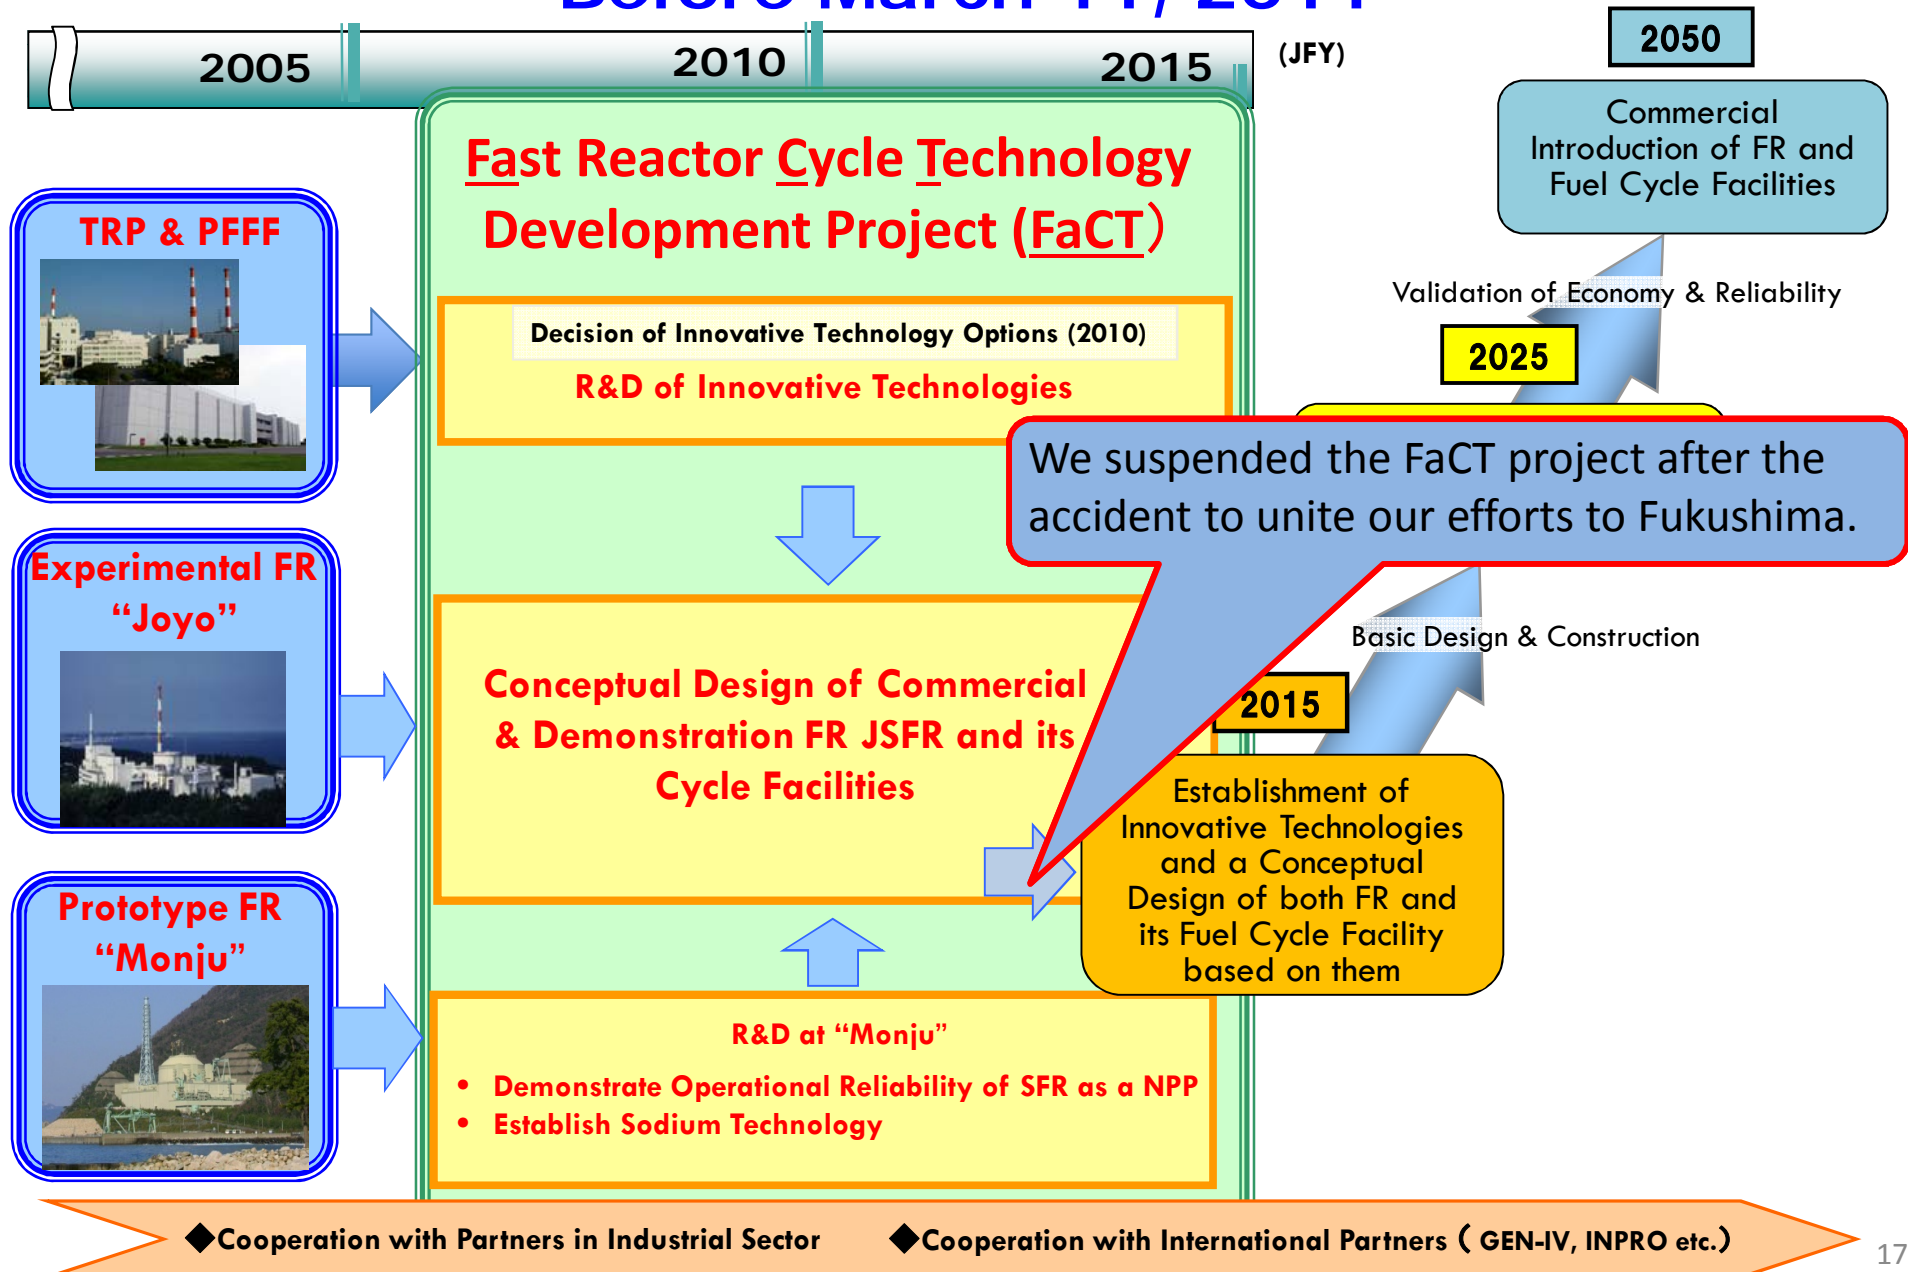 Before March 11, 2011
2005
2010
2015
(JFY)
2050
Commercial
Introduction of FR and
Fuel Cycle Facilities
Fast Reactor Cycle Technology
Development Project (FaCT)
TRP & PFFF
Validation of Economy & Reliability
Decision of Innovative Technology Options (2010)
R&D of Innovative Technologies
2025
We suspended the FaCT project after the
accident to unite our efforts to Fukushima.
Experimental FR
“Joyo”
Basic Design & Construction
Conceptual Design of Commercial
& Demonstration FR JSFR and its
Cycle Facilities
2015
Establishment of
Innovative Technologies
and a Conceptual
Design of both FR and
its Fuel Cycle Facility
based on them
Prototype FR
“Monju”
R&D at “Monju”
• Demonstrate Operational Reliability of SFR as a NPP
• Establish Sodium Technology
◆Cooperation with Partners in Industrial Sector ◆Cooperation with International Partners ( GEN-IV, INPRO etc.)
17